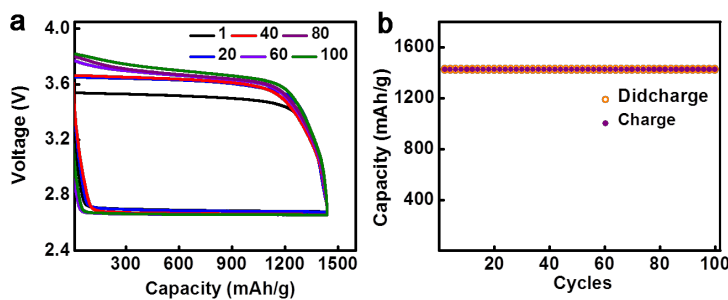 a
4.0
3.6
3.2
2.8
2.4
Voltage (V)
1 40 80
20 60 100
300 600 900 1200 1500
Capacity (mAh/g)
b
1600
1200
800
400
Capacity (mAh/g)
Didcharge
Charge
20 40 60 80 100
Cycles